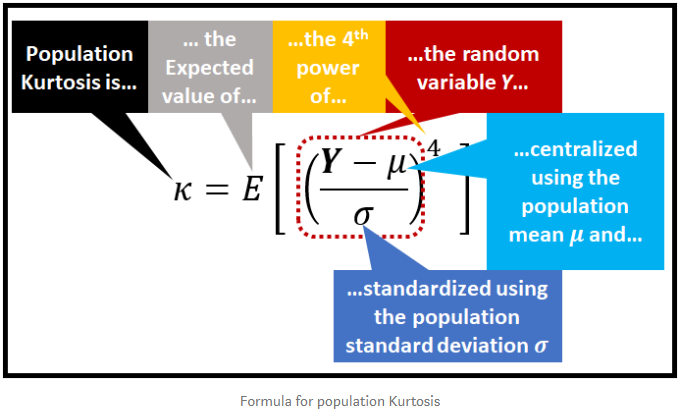 Population
Kurtosis is…
… the
Expected
value of…
…the 4th
power
of…
…the random
variable Y…
κ = E[((Y − μ)/σ)^4]
…centralized
using the
population
mean μ and…
…standardized using
the population
standard deviation σ
Formula for population Kurtosis